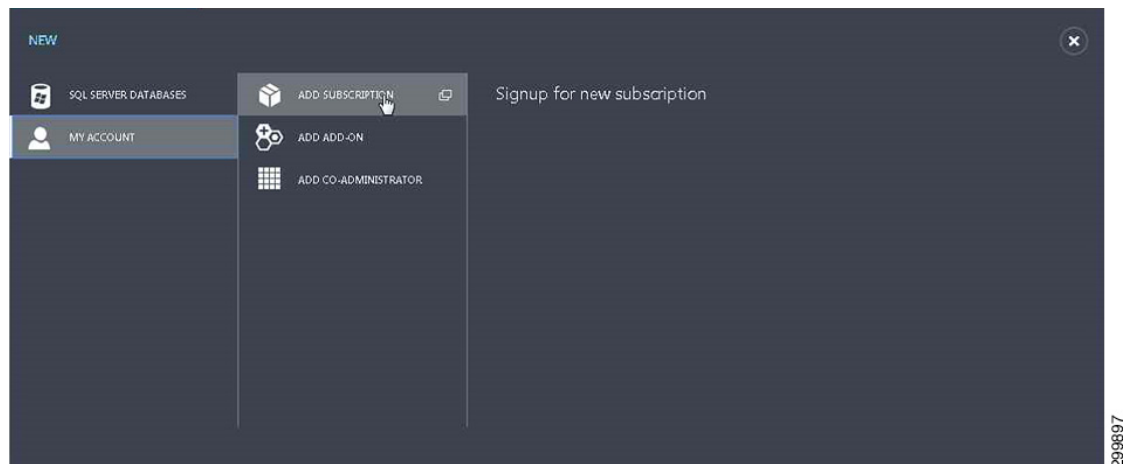 NEW
SQL SERVER DATABASES
MY ACCOUNT
ADD SUBSCRIPTION
ADD ADD-ON
ADD CO-ADMINISTRATOR
Signup for new subscription
299897